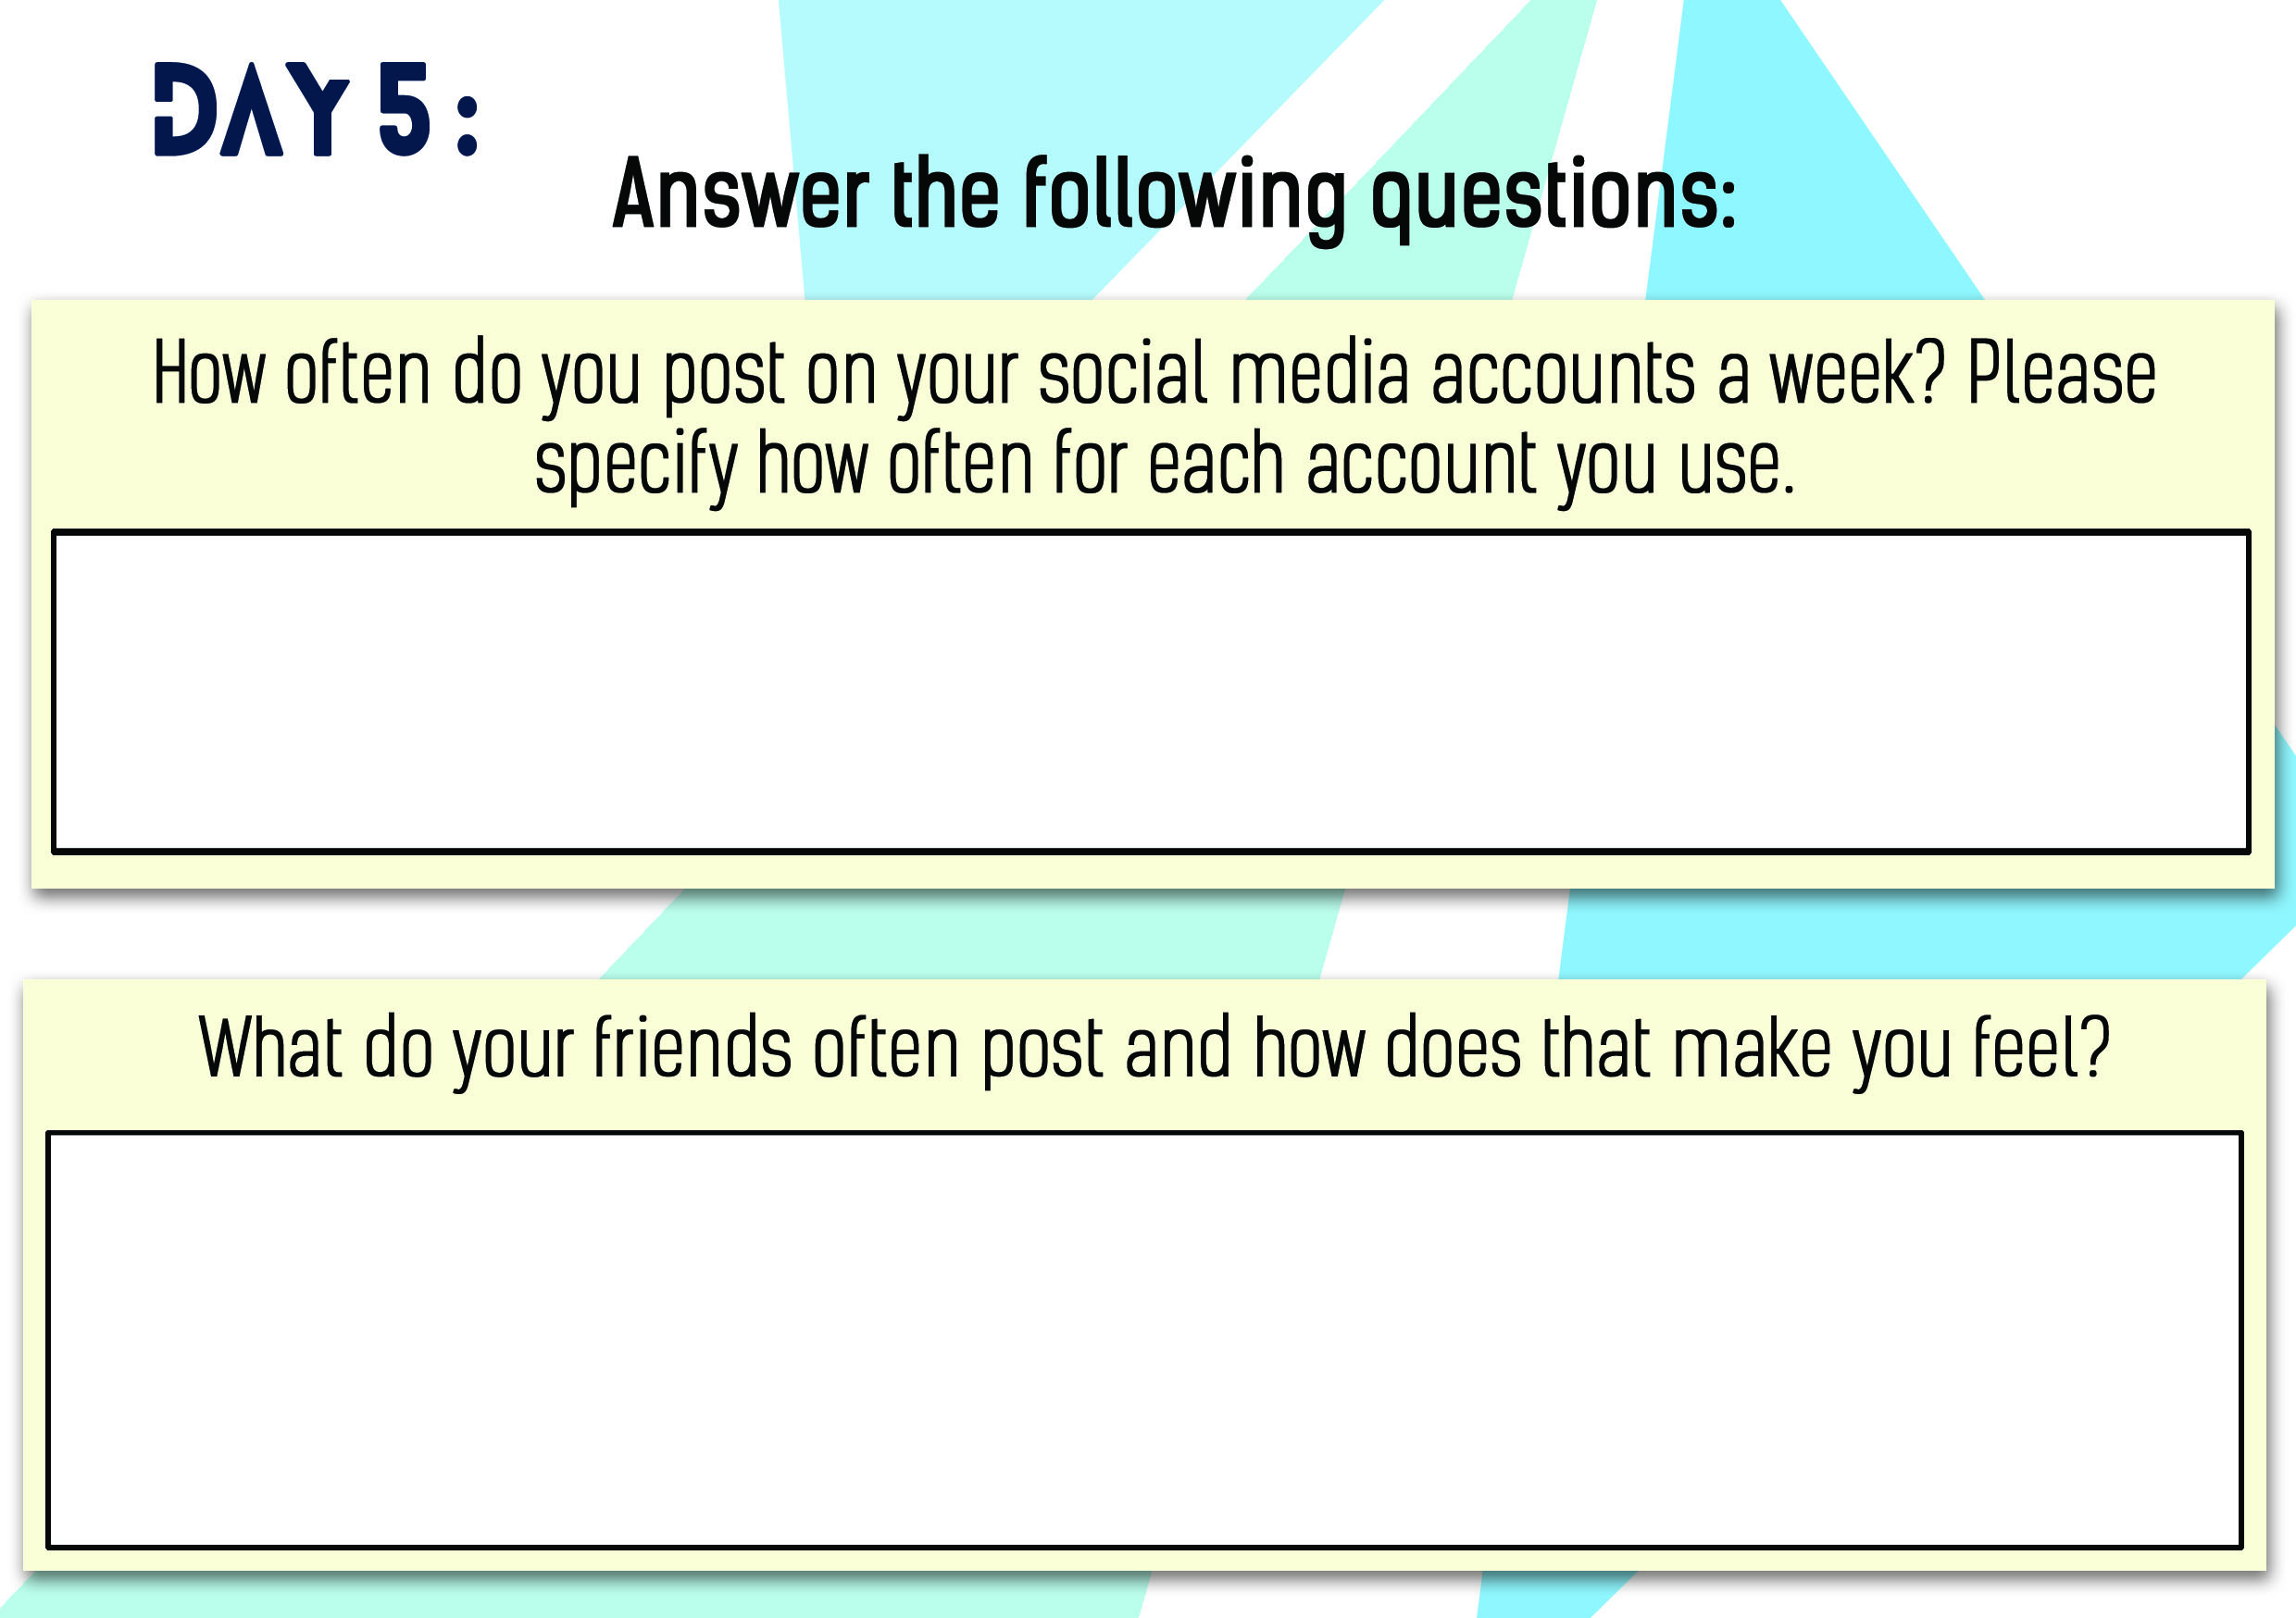 DAY 5:
Answer the following questions:
How often do you post on your social media accounts a week? Please
specify how often for each account you use.
What do your friends often post and how does that make you feel?